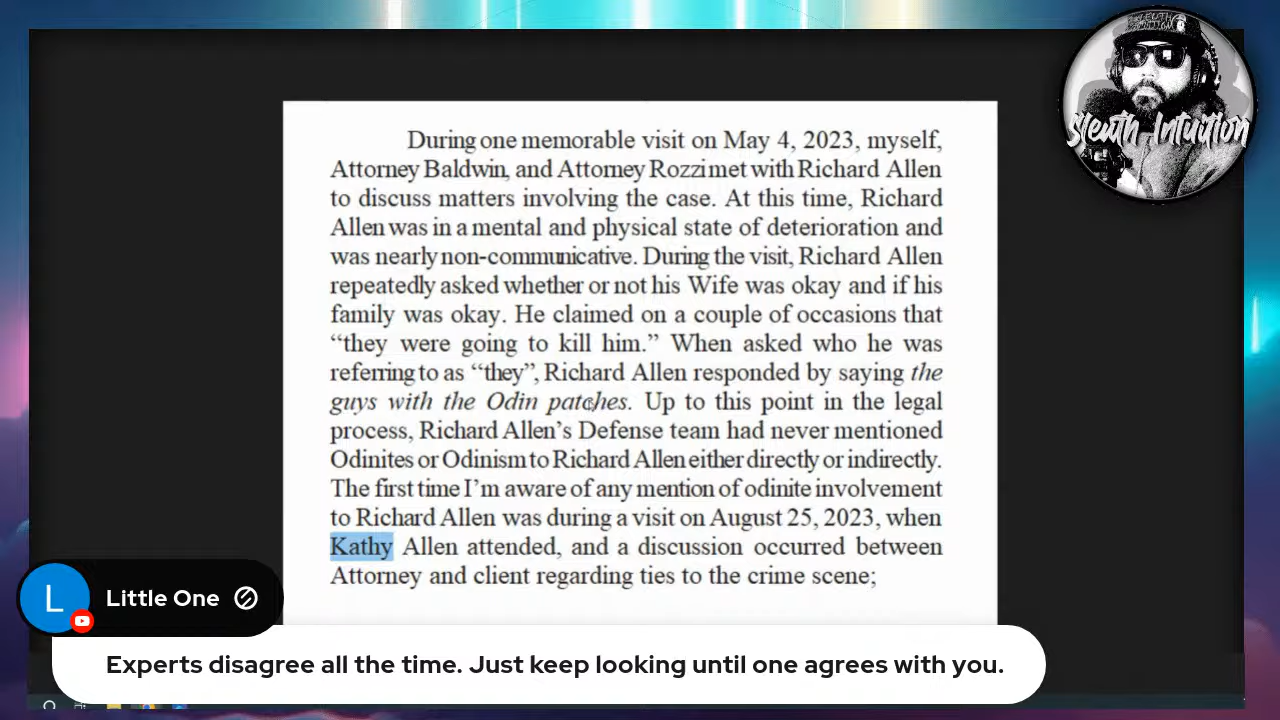 During one memorable visit on May 4, 2023, myself,
Attorney Baldwin, and Attorney Rozzi met with Richard Allen
to discuss matters involving the case. At this time, Richard
Allen was in a mental and physical state of deterioration and
was nearly non-communicative. During the visit, Richard Allen
repeatedly asked whether or not his Wife was okay and if his
family was okay. He claimed on a couple of occasions that
“they were going to kill him.” When asked who he was
referring to as “they”, Richard Allen responded by saying the
guys with the Odin patches. Up to this point in the legal
process, Richard Allen’s Defense team had never mentioned
Odinites or Odinism to Richard Allen either directly or indirectly.
The first time I’m aware of any mention of odinite involvement
to Richard Allen was during a visit on August 25, 2023, when
Kathy Allen attended, and a discussion occurred between
Attorney and client regarding ties to the crime scene;
Sleuth Intuition
L
Little One
Experts disagree all the time. Just keep looking until one agrees with you.